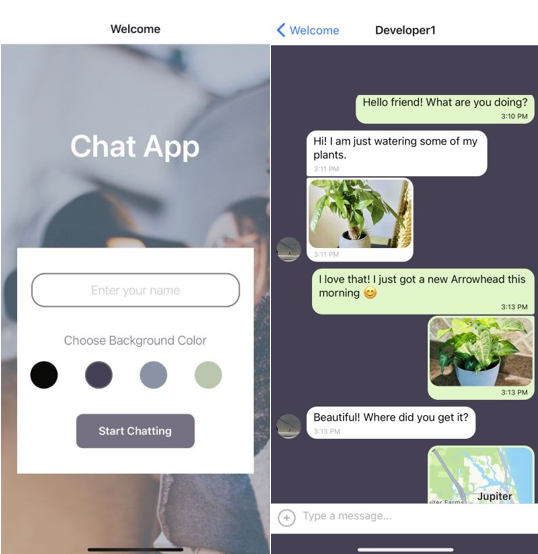 Welcome
Chat App
Enter your name
Choose Background Color
Start Chatting
Welcome
Developer1
Hello friend! What are you doing?
3:10 PM
Hi! I am just watering some of my
plants.
3:11 PM
3:11 PM
I love that! I just got a new Arrowhead this
morning 😊
3:13 PM
3:13 PM
Beautiful! Where did you get it?
3:13 PM
Jupiter
Type a message...